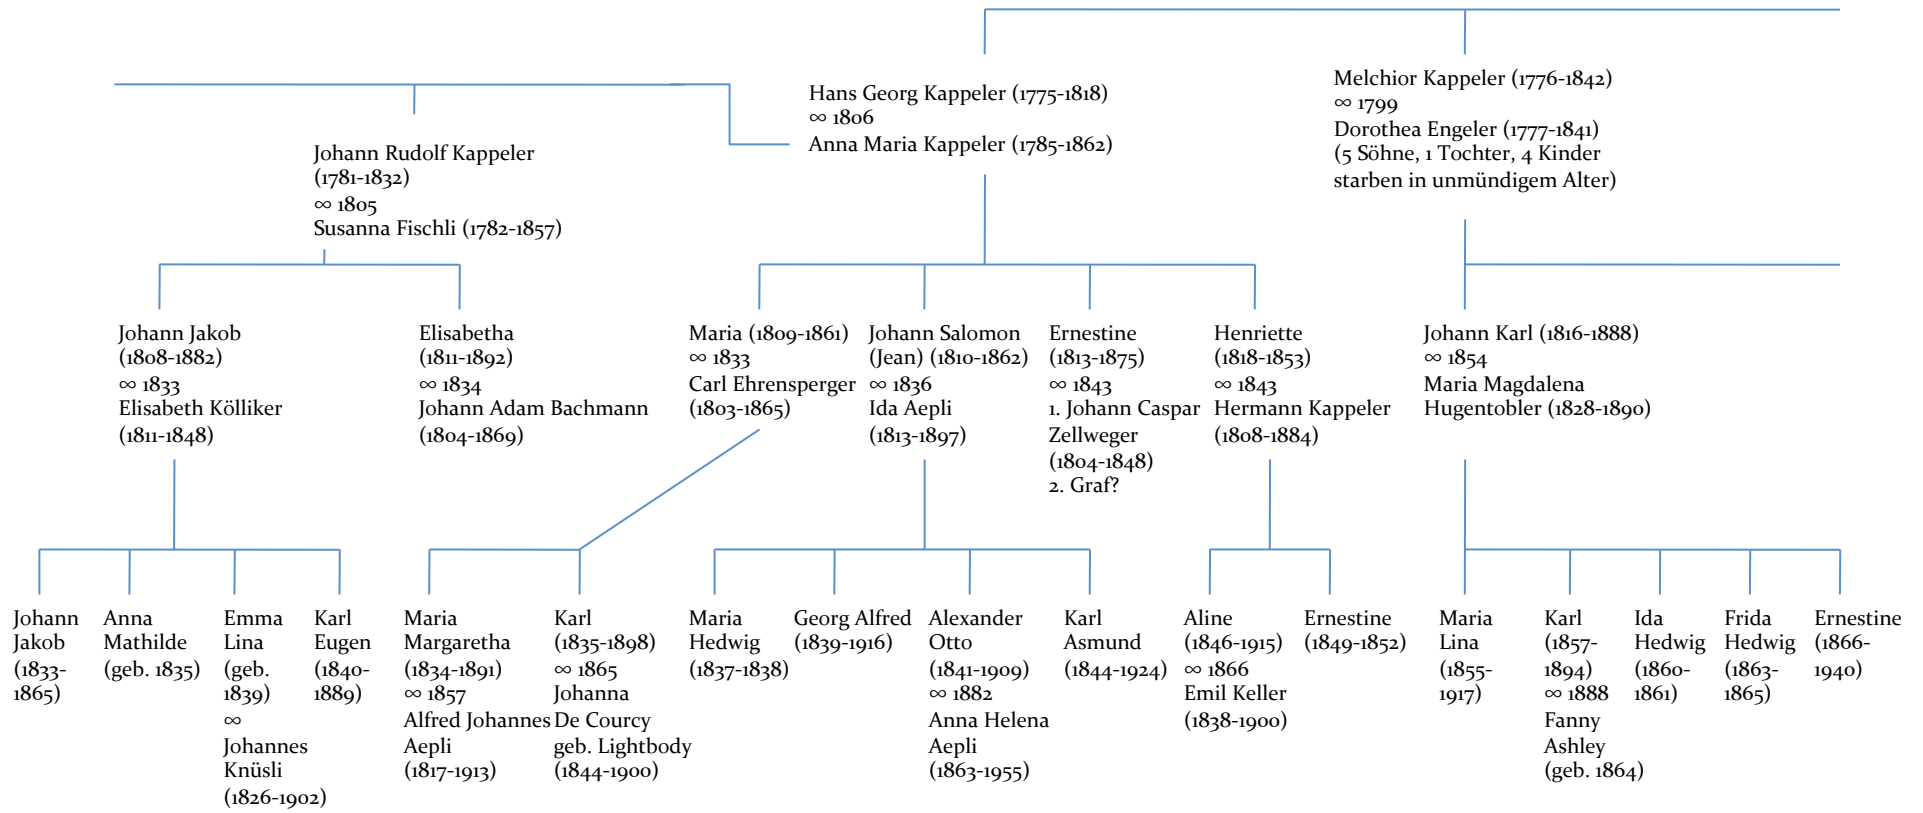 Hans Georg Kappeler (1775-1818)
∞ 1806
Anna Maria Kappeler (1785-1862)
Melchior Kappeler (1776-1842)
∞ 1799
Dorothea Engeler (1777-1841)
(5 Söhne, 1 Tochter, 4 Kinder
starben in unmündigem Alter)
Johann Rudolf Kappeler
(1781-1832)
∞ 1805
Susanna Fischli (1782-1857)
Johann Jakob
(1808-1882)
∞ 1833
Elisabeth Kölliker
(1811-1848)
Elisabetha
(1811-1892)
∞ 1834
Johann Adam Bachmann
(1804-1869)
Maria (1809-1861)
∞ 1833
Carl Ehrensperger
(1803-1865)
Johann Salomon
(Jean) (1810-1862)
∞ 1836
Ida Aepli
(1813-1897)
Ernestine
(1813-1875)
∞ 1843
1. Johann Caspar
Zellweger
(1804-1848)
2. Graf?
Henriette
(1818-1853)
∞ 1843
Hermann Kappeler
(1808-1884)
Johann Karl (1816-1888)
∞ 1854
Maria Magdalena
Hugentobler (1828-1890)
Johann
Jakob
(1833-
1865)
Anna
Mathilde
(geb. 1835)
Emma
Lina
(geb.
1839)
∞
Johannes
Knüsli
(1826-1902)
Karl
Eugen
(1840-
1889)
Maria
Margaretha
(1834-1891)
∞ 1857
Alfred Johannes
Aepli
(1817-1913)
Karl
(1835-1898)
∞ 1865
Johanna
De Courcy
geb. Lightbody
(1844-1900)
Maria
Hedwig
(1837-1838)
Georg Alfred
(1839-1916)
Alexander
Otto
(1841-1909)
∞ 1882
Anna Helena
Aepli
(1863-1955)
Karl
Asmund
(1844-1924)
Aline
(1846-1915)
∞ 1866
Emil Keller
(1838-1900)
Ernestine
(1849-1852)
Maria
Lina
(1855-
1917)
Karl
(1857-
1894)
∞ 1888
Fanny
Ashley
(geb. 1864)
Ida
Hedwig
(1860-
1861)
Frida
Hedwig
(1863-
1865)
Ernestine
(1866-
1940)